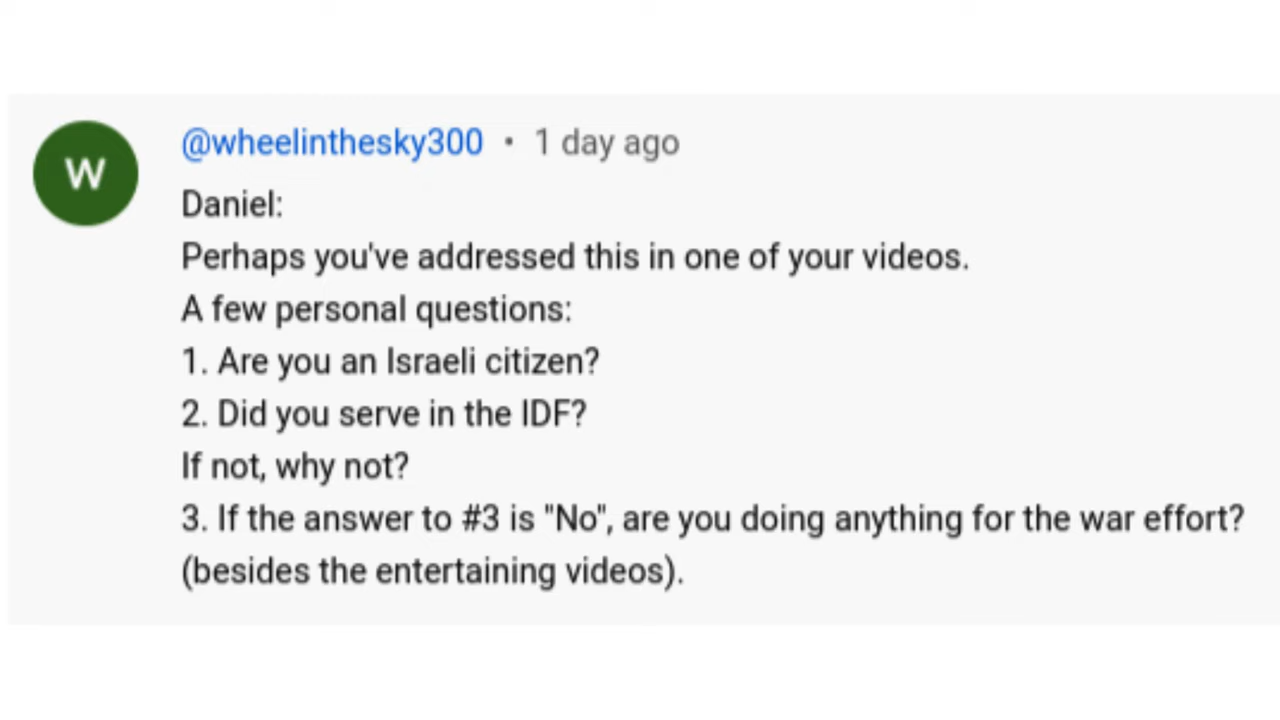 W
@wheelinthesky300 • 1 day ago
Daniel:
Perhaps you've addressed this in one of your videos.
A few personal questions:
1. Are you an Israeli citizen?
2. Did you serve in the IDF?
If not, why not?
3. If the answer to #3 is "No", are you doing anything for the war effort?
(besides the entertaining videos).